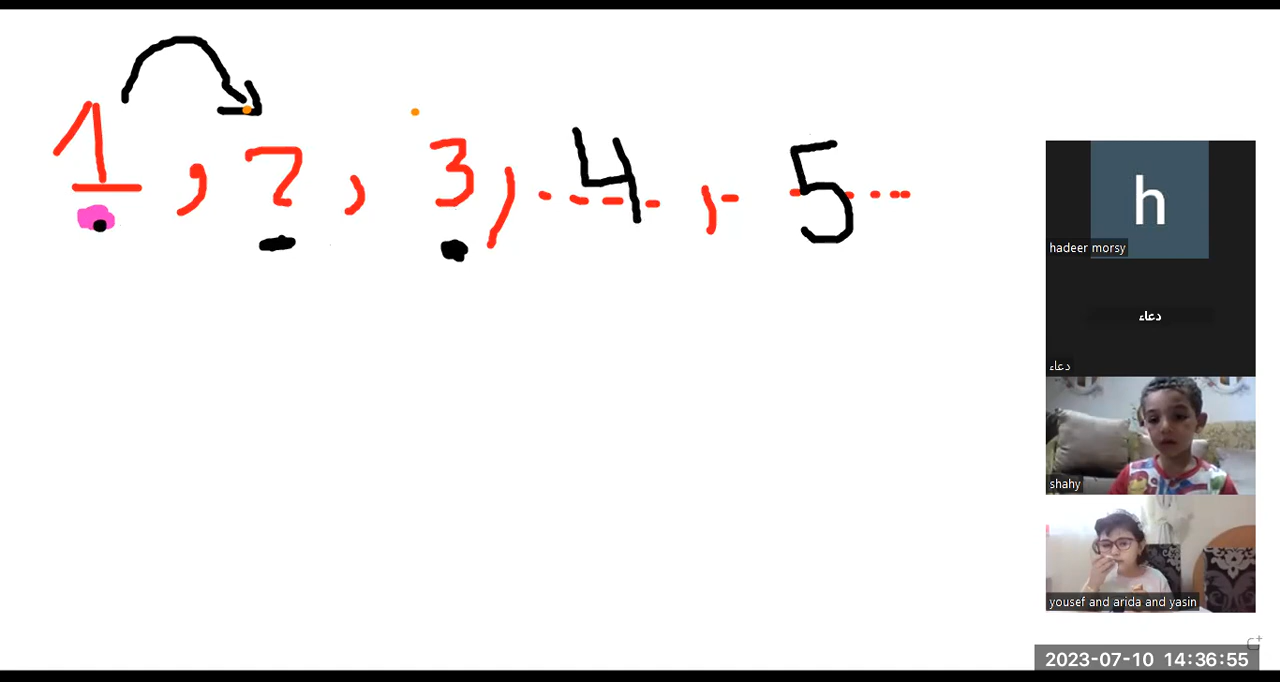 1, 2, 3, 4, 5
h
hadeer morsy
دعاء
دعاء
shahy
yousef and arida and yasin
2023-07-10 14:36:55